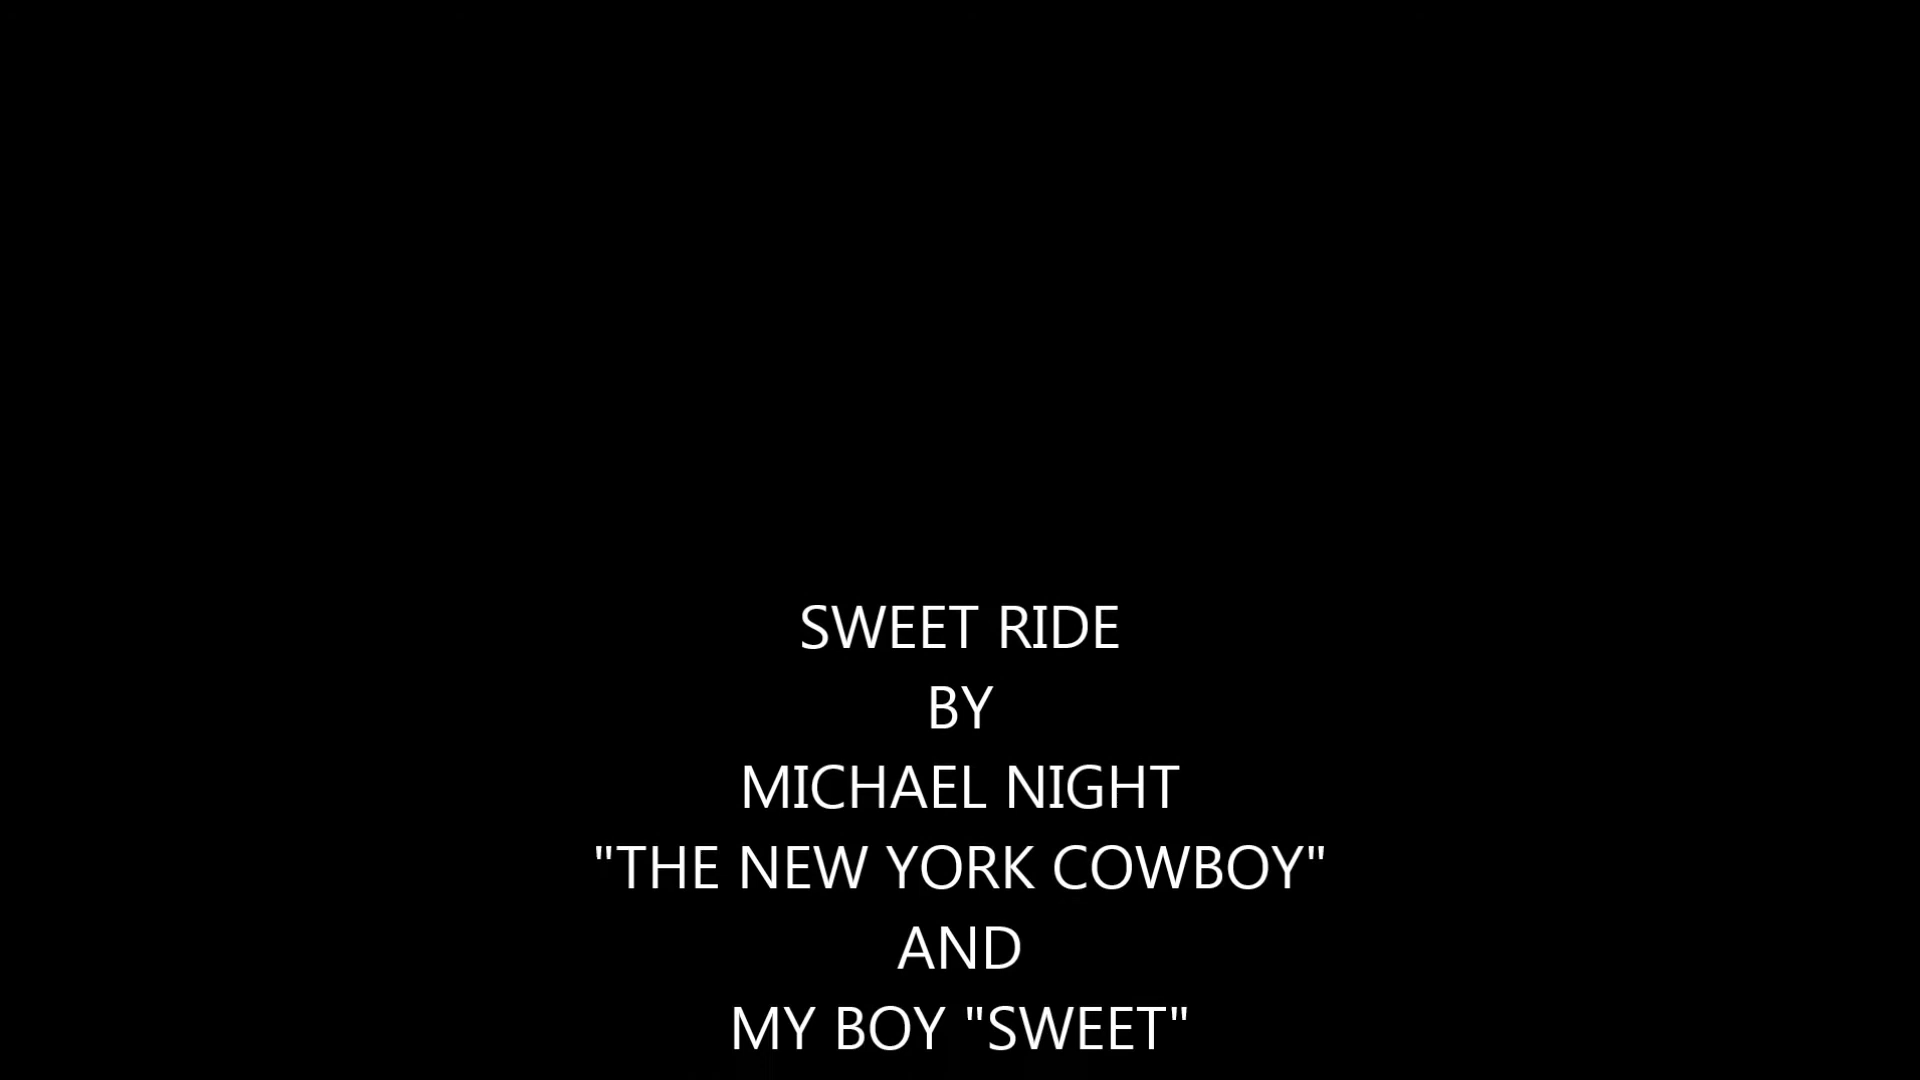 SWEET RIDE
BY
MICHAEL NIGHT
"THE NEW YORK COWBOY"
AND
MY BOY "SWEET"